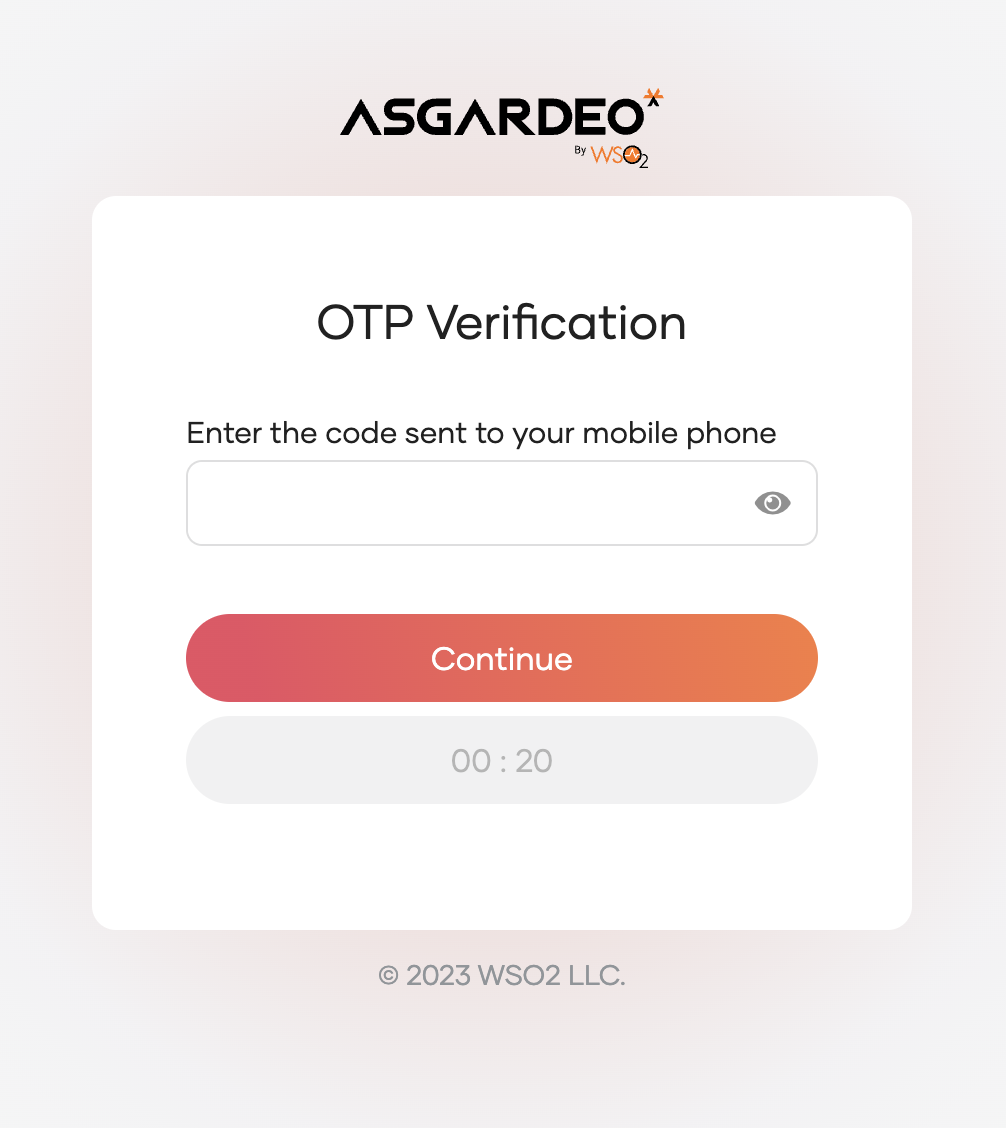 ASGARDEO
By WSO2
OTP Verification
Enter the code sent to your mobile phone
Continue
00 : 20
© 2023 WSO2 LLC.